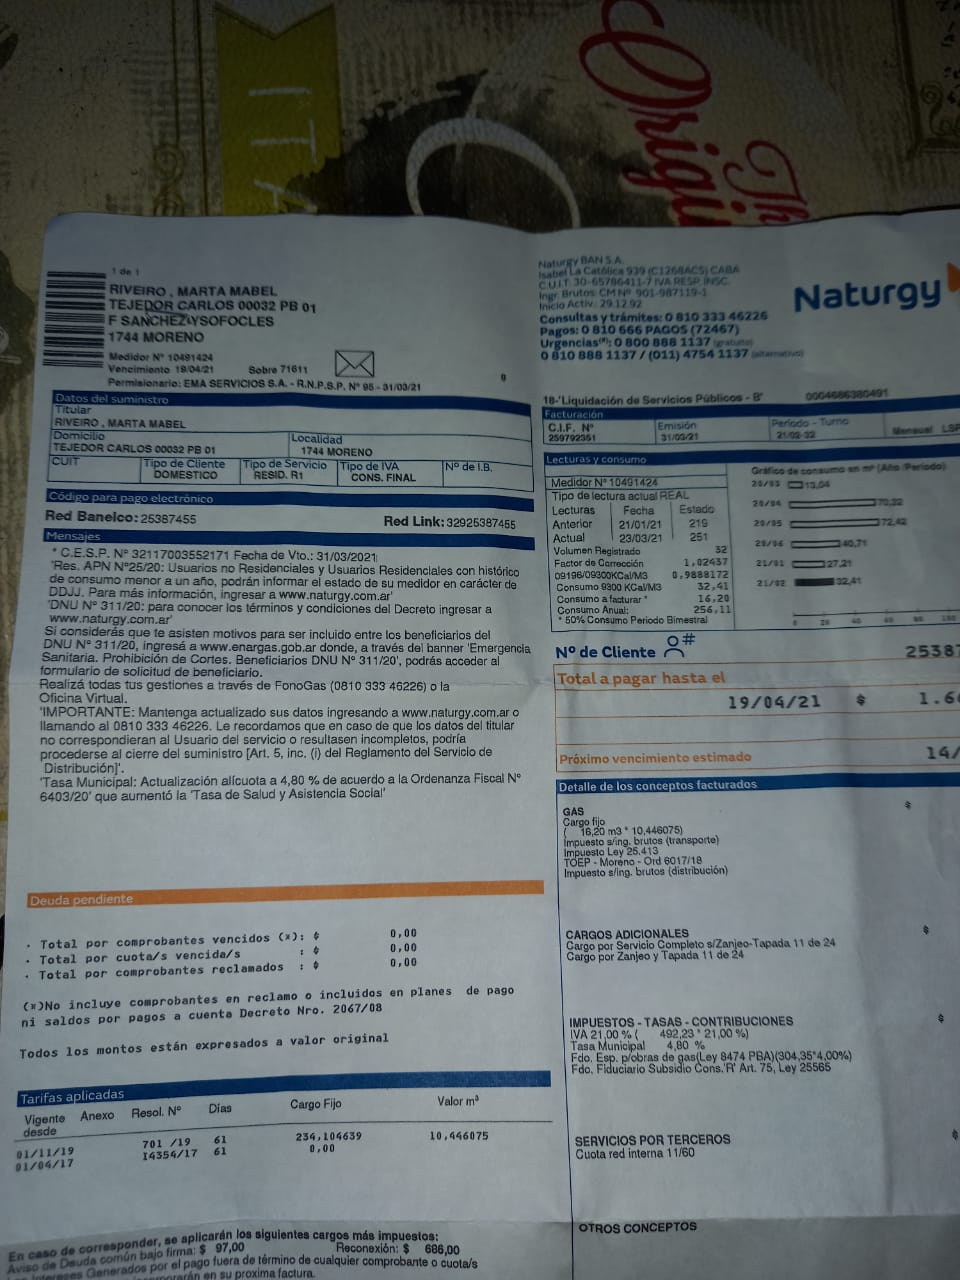 Origi
Th
1 de 1
RIVEIRO , MARTA MABEL
TEJEDOR CARLOS 00032 PB 01
F SANCHEZ\YSOFOCLES
1744 MORENO
Medidor Nº 10491424
Vencimiento 19/04/21 Sobre 71611
Permisionario: EMA SERVICIOS S.A. - R.N.P.S.P. Nº 95 - 31/03/21
0
Datos del suministro
Titular
RIVEIRO , MARTA MABEL
Domicilio Localidad
TEJEDOR CARLOS 00032 PB 01 1744 MORENO
CUIT Tipo de Cliente Tipo de Servicio Tipo de IVA Nº de I.B.
DOMESTICO RESID. R1 CONS. FINAL
Código para pago electrónico
Red Banelco: 25387455 Red Link: 32925387455
Mensajes
* C.E.S.P. Nº 32117003552171 Fecha de Vto.: 31/03/2021
'Res. APN Nº25/20: Usuarios no Residenciales y Usuarios Residenciales con histórico
de consumo menor a un año, podrán informar el estado de su medidor en carácter de
DDJJ. Para más información, ingresar a www.naturgy.com.ar'
'DNU Nº 311/20: para conocer los términos y condiciones del Decreto ingresar a
www.naturgy.com.ar'
Si considerás que te asisten motivos para ser incluido entre los beneficiarios del
DNU Nº 311/20, ingresá a www.enargas.gob.ar donde, a través del banner 'Emergencia
Sanitaria. Prohibición de Cortes. Beneficiarios DNU Nº 311/20', podrás acceder al
formulario de solicitud de beneficiario.
Realizá todas tus gestiones a través de FonoGas (0810 333 46226) o la
Oficina Virtual.
'IMPORTANTE: Mantenga actualizado sus datos ingresando a www.naturgy.com.ar o
llamando al 0810 333 46226. Le recordamos que en caso de que los datos del titular
no correspondieran al Usuario del servicio o resultasen incompletos, podría
procederse al cierre del suministro [Art. 5, inc. (i) del Reglamento del Servicio de
Distribución]'.
'Tasa Municipal: Actualización alícuota a 4,80 % de acuerdo a la Ordenanza Fiscal Nº
6403/20' que aumentó la 'Tasa de Salud y Asistencia Social'
Deuda pendiente
. Total por comprobantes vencidos (*): $ 0,00
. Total por cuota/s vencida/s : $ 0,00
. Total por comprobantes reclamados : $ 0,00
(*)No incluye comprobantes en reclamo o incluidos en planes de pago
ni saldos por pagos a cuenta Decreto Nro. 2067/08
Todos los montos están expresados a valor original
Tarifas aplicadas
Vigente desde Anexo Resol. Nº Días Cargo Fijo Valor m³
01/11/19 701 /19 61 234,104639 10,446075
01/04/17 14354/17 61 0,00
En caso de corresponder, se aplicarán los siguientes cargos más impuestos:
Aviso de Deuda común bajo firma: $ 97,00 Reconexión: $ 686,00
Intereses Generados por el pago fuera de término de cualquier comprobante o cuota/s
en su proxima factura.
Naturgy BAN S.A.
Isabel La Católica 939 (C1268ACS) CABA
C.U.I.T: 30-65786411-7 IVA RESP. INSC.
Ingr. Brutos: CM Nº 901-987119-1
Inicio Activ.: 29.12.92
Consultas y trámites: 0 810 333 46226
Pagos: 0 810 666 PAGOS (72467)
Urgencias(*): 0 800 888 1137 (gratuito)
0 810 888 1137 / (011) 4754 1137 (alternativo)
Naturgy
18-'Liquidación de Servicios Públicos - B' 0004686380491
Facturación
C.I.F. Nº Emisión Período - Turno
259792351 31/03/21 21/02-32 Mensual LSP
Lecturas y consumo
Medidor Nº 10491424
Tipo de lectura actual REAL
Lecturas Fecha Estado
Anterior 21/01/21 219
Actual 23/03/21 251
Volumen Registrado 32
Factor de Corrección 1,02437
09196/09300KCal/M3 0,9888172
Consumo 9300 KCal/M3 32,41
Consumo a facturar * 16,20
Consumo Anual: 256,11
* 50% Consumo Periodo Bimestral
Gráfico de consumo en m³ (Año /Período)
20/03 13,04
20/04 70,32
20/05 72,42
20/06 40,71
21/01 27,21
21/02 32,41
0 20 40 60 80 100
Nº de Cliente # 25387
Total a pagar hasta el
19/04/21 $ 1.6
Próximo vencimiento estimado 14/
Detalle de los conceptos facturados
GAS $
Cargo fijo
( 16,20 m3 * 10,446075)
Impuesto s/ing. brutos (transporte)
Impuesto Ley 25.413
TOEP - Moreno - Ord 6017/18
Impuesto s/ing. brutos (distribución)
CARGOS ADICIONALES $
Cargo por Servicio Completo s/Zanjeo-Tapada 11 de 24
Cargo por Zanjeo y Tapada 11 de 24
IMPUESTOS - TASAS - CONTRIBUCIONES $
IVA 21,00 % ( 492,23 * 21,00 %)
Tasa Municipal 4,80 %
Fdo. Esp. p/obras de gas(Ley 8474 PBA)(304,35*4,00%)
Fdo. Fiduciario Subsidio Cons.'R' Art. 75, Ley 25565
SERVICIOS POR TERCEROS $
Cuota red interna 11/60
OTROS CONCEPTOS